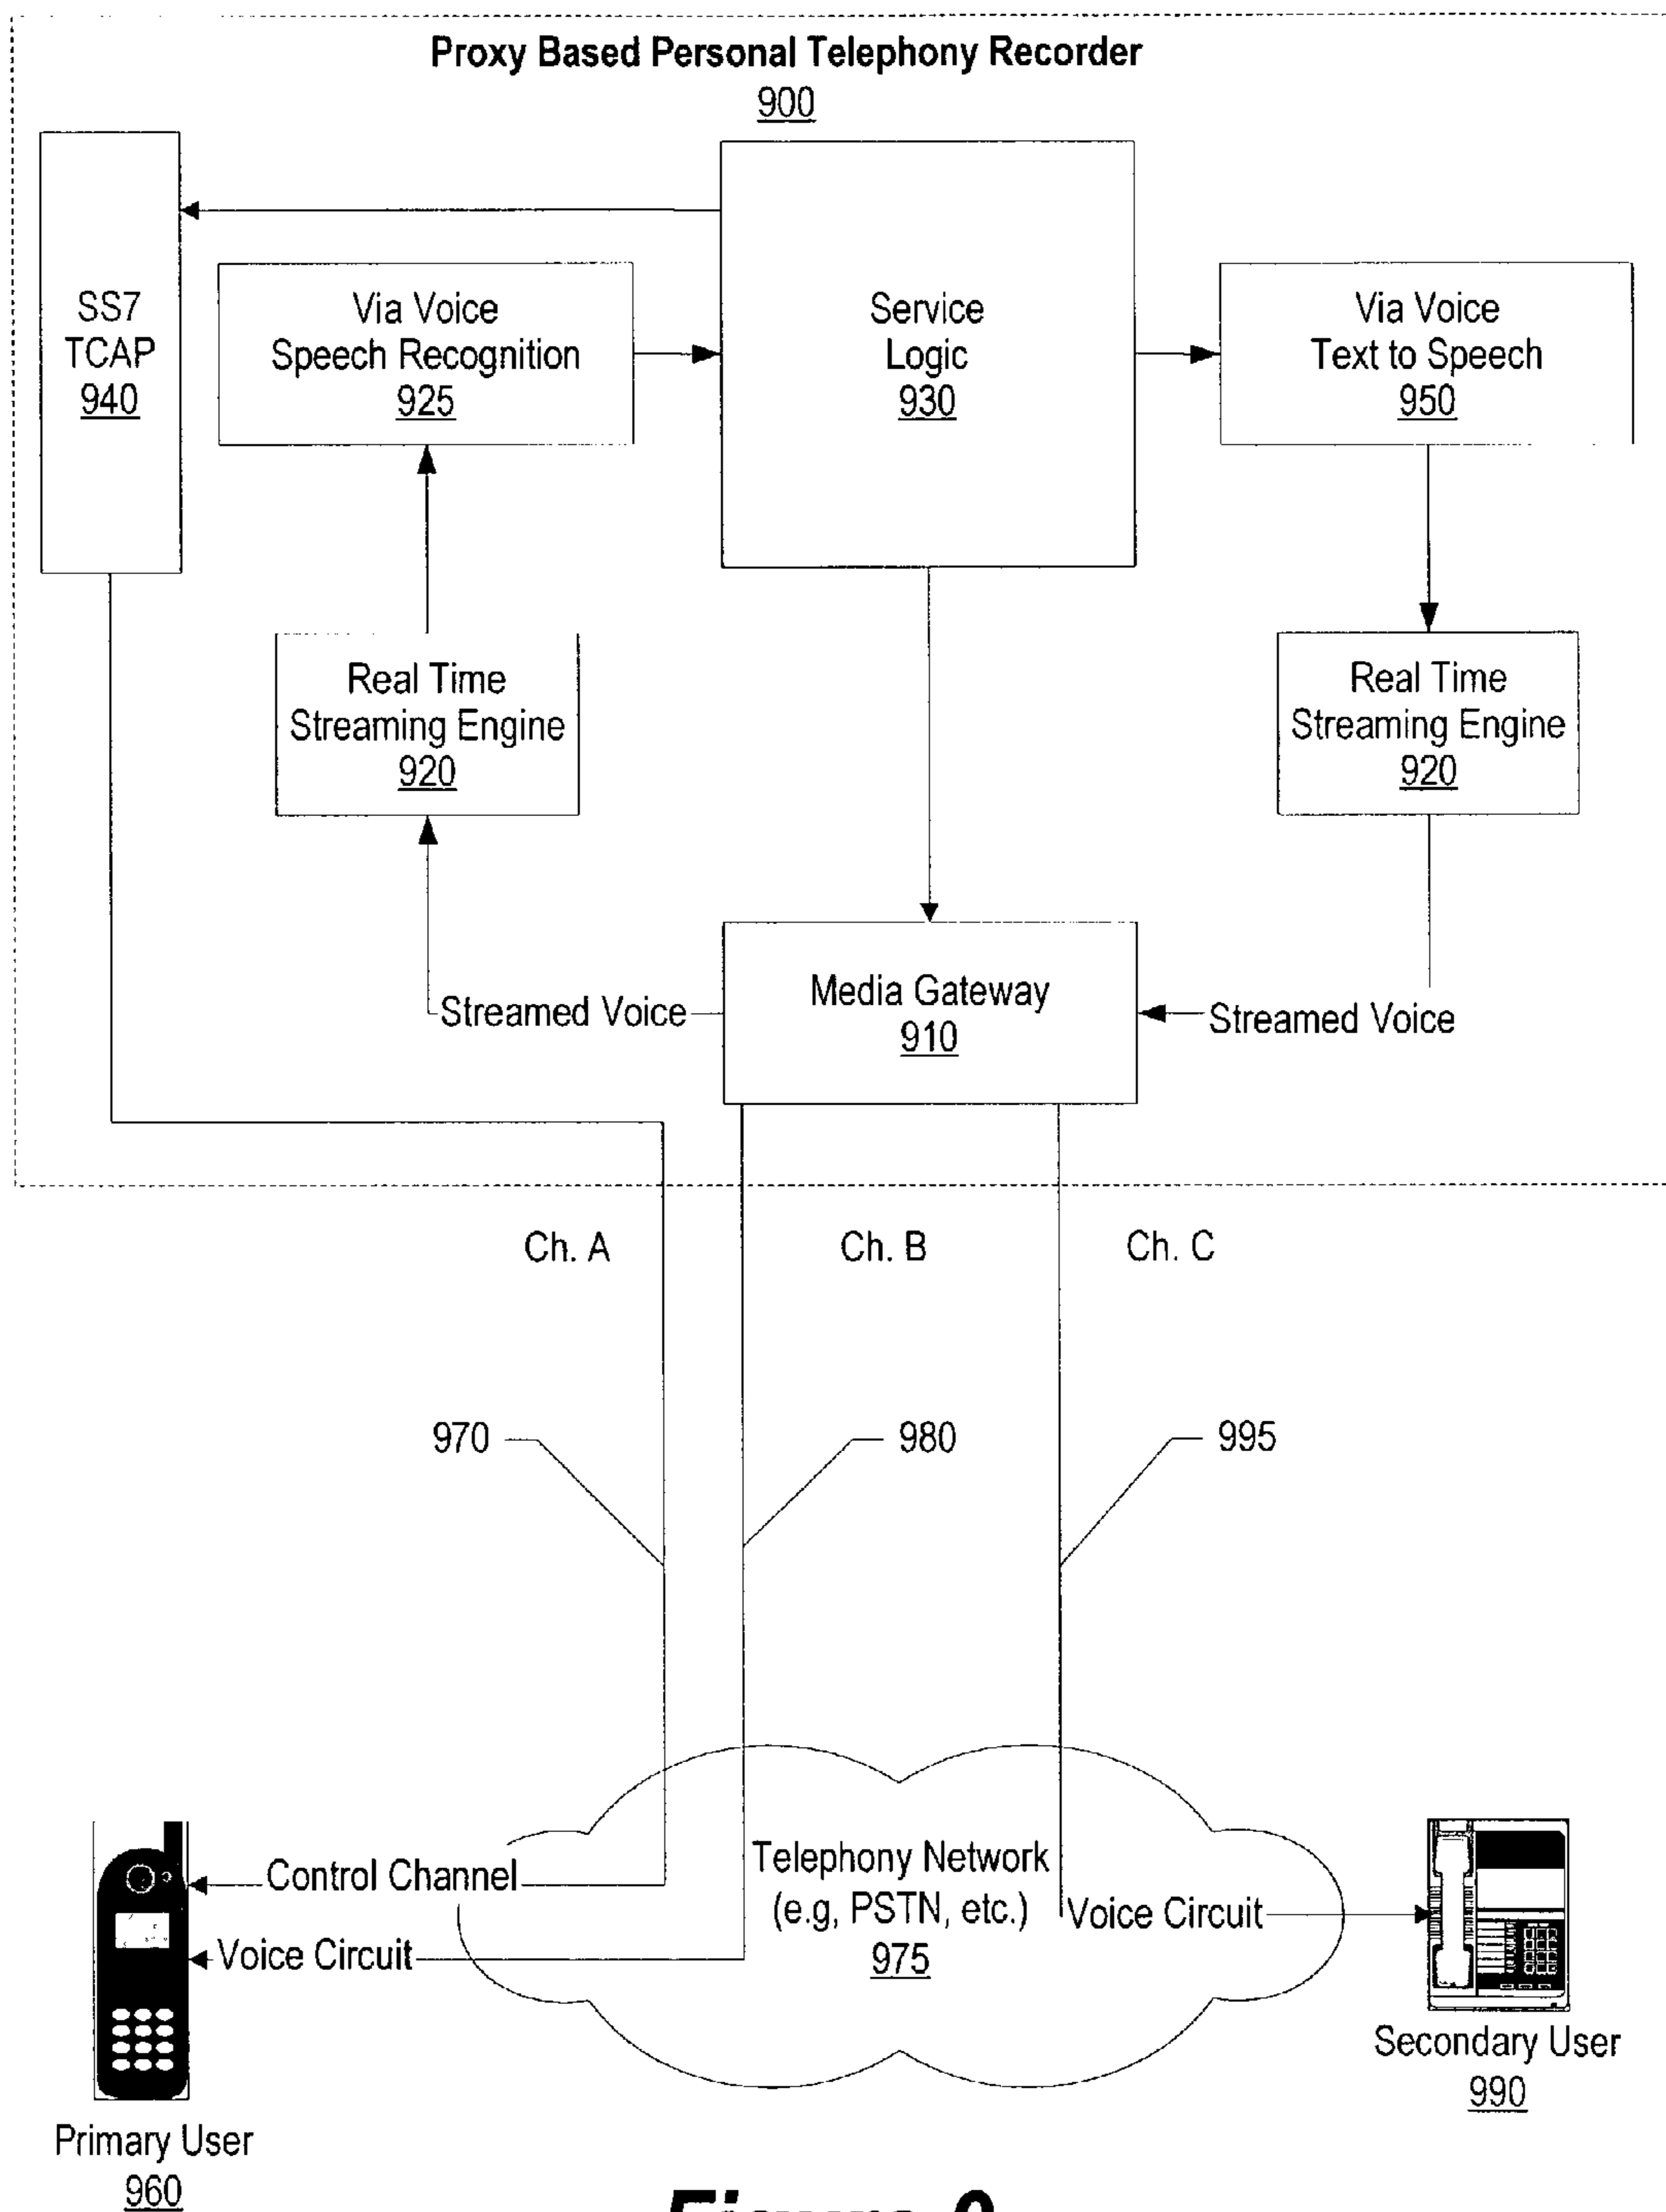 Proxy Based Personal Telephony Recorder
900
SS7
TCAP
940
Via Voice
Speech Recognition
925
Service
Logic
930
Via Voice
Text to Speech
950
Real Time
Streaming Engine
920
Real Time
Streaming Engine
920
Streamed Voice
Media Gateway
910
Streamed Voice
Ch. A
Ch. B
Ch. C
970
980
995
Control Channel
Voice Circuit
Telephony Network
(e.g, PSTN, etc.)
975
Voice Circuit
Primary User
960
Secondary User
990